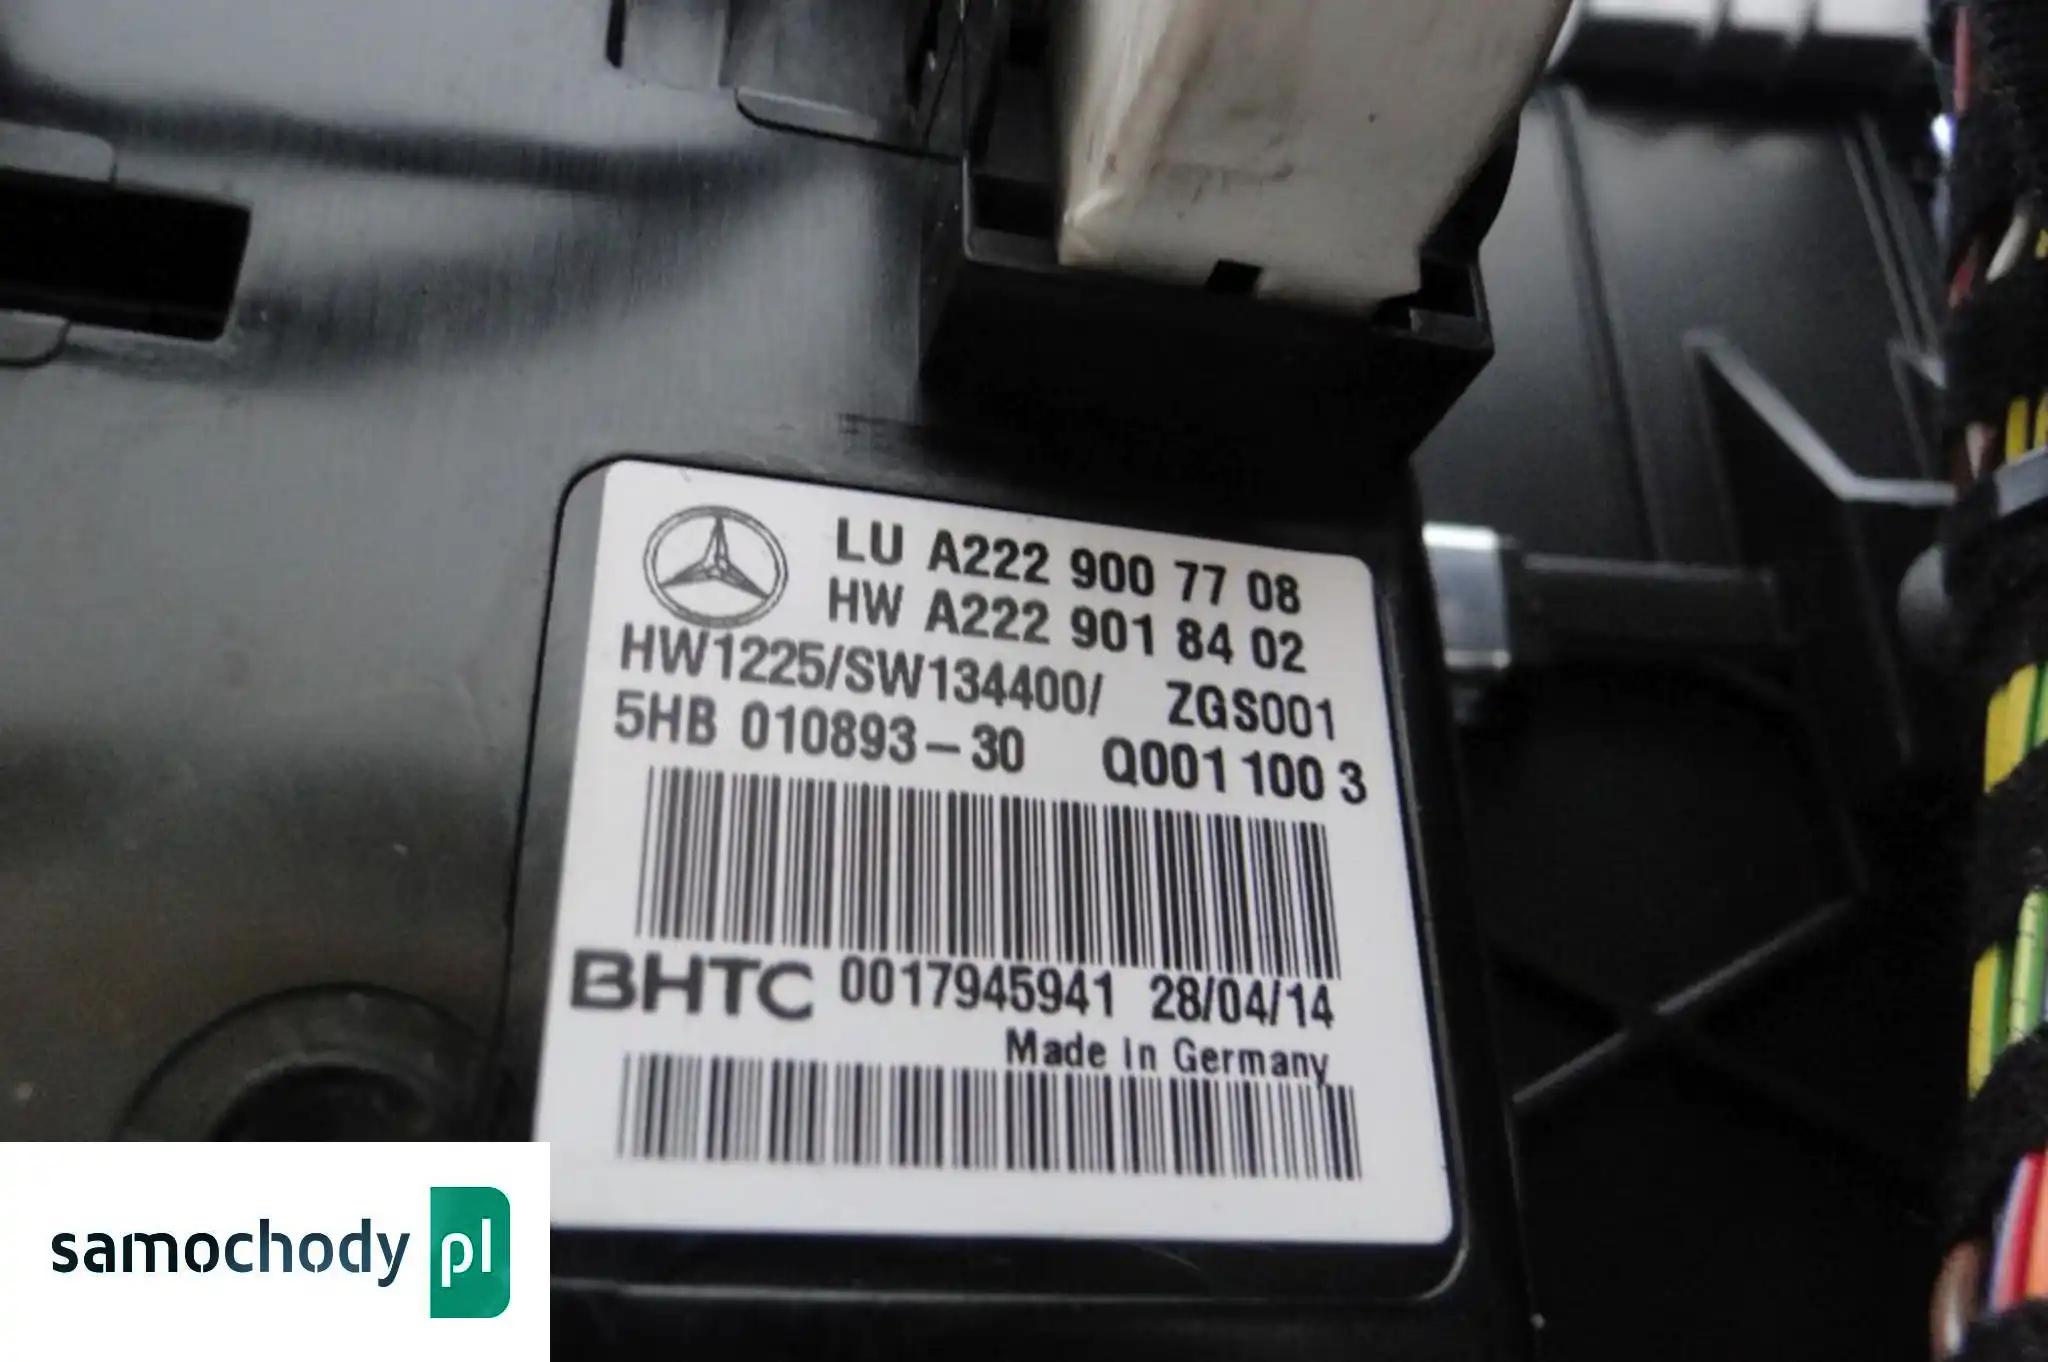 LU A222 900 77 08
HW A222 901 84 02
HW1225/SW134400/ ZGS001
5HB 010893-30 Q001 100 3
BHTC 0017945941 28/04/14
Made In Germany
samochody pl